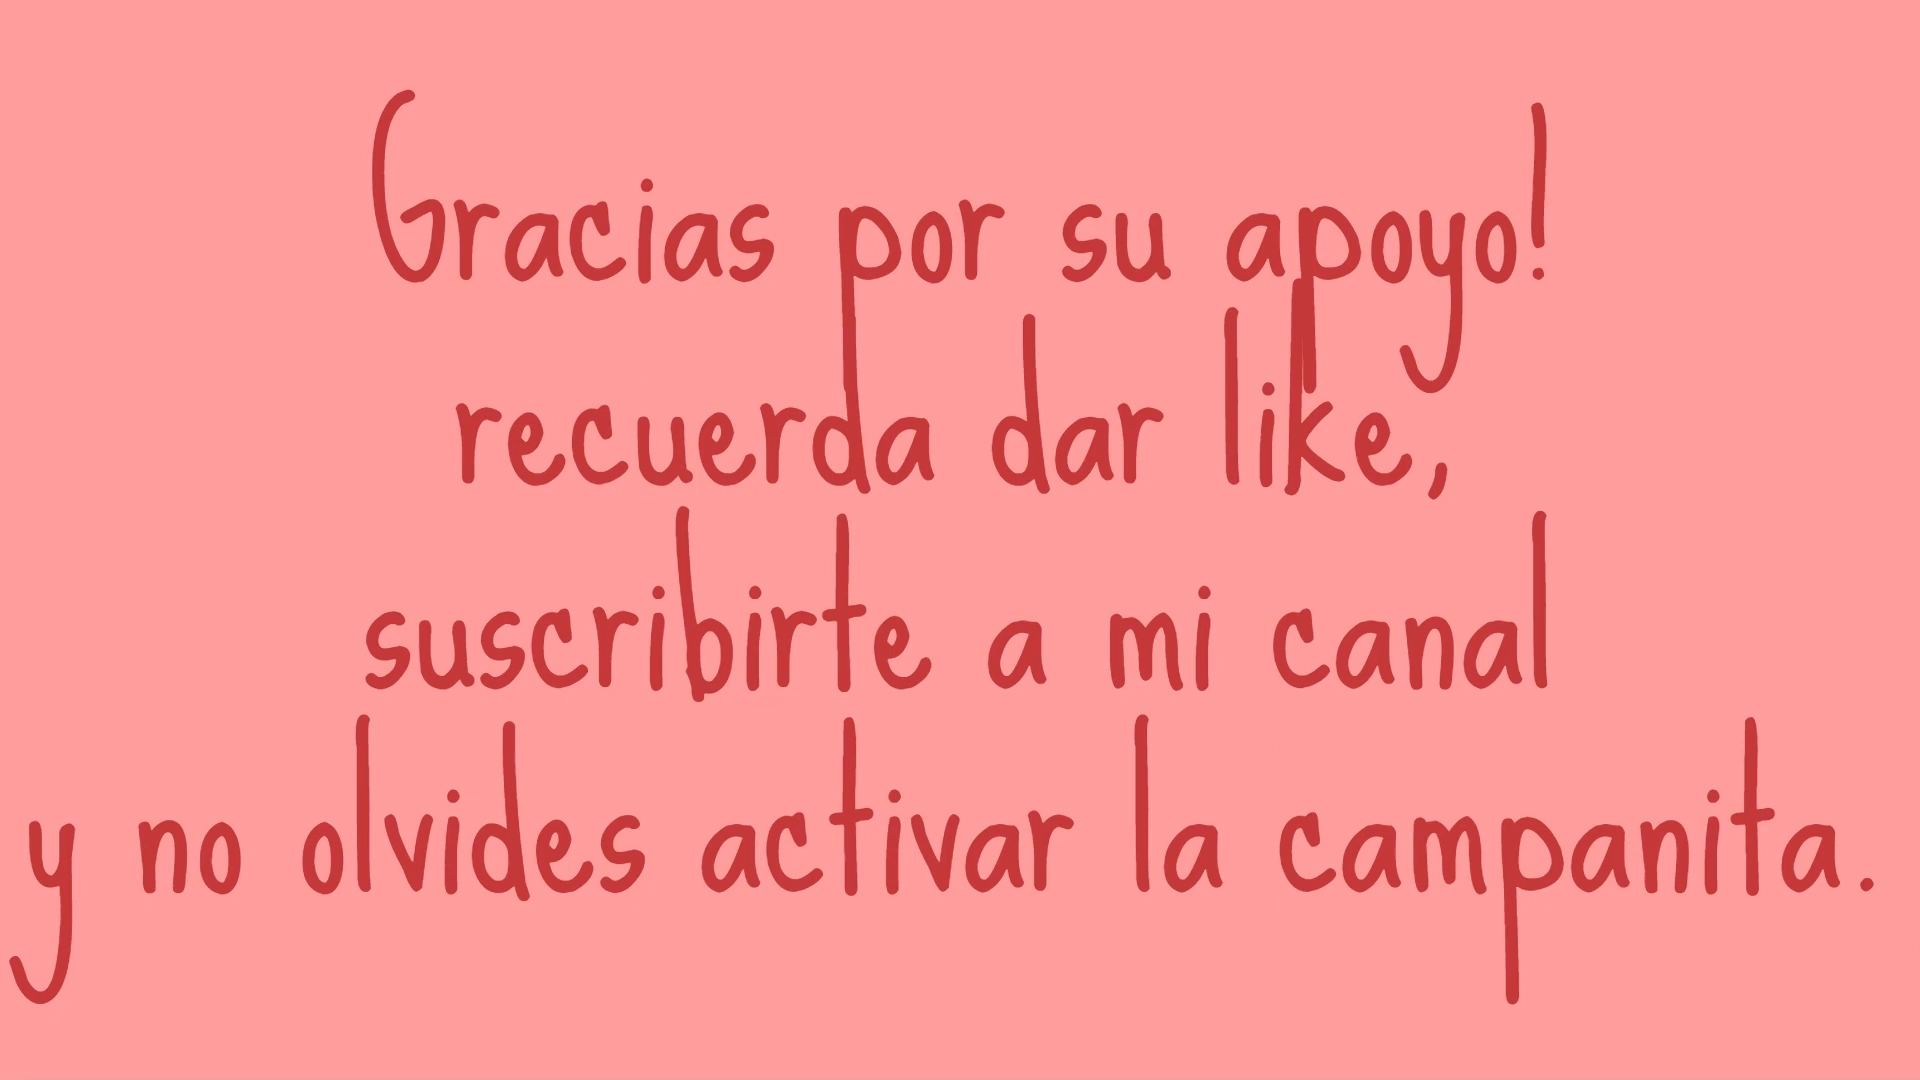 Gracias por su apoyo!
recuerda dar like,
suscribirte a mi canal
y no olvides activar la campanita.